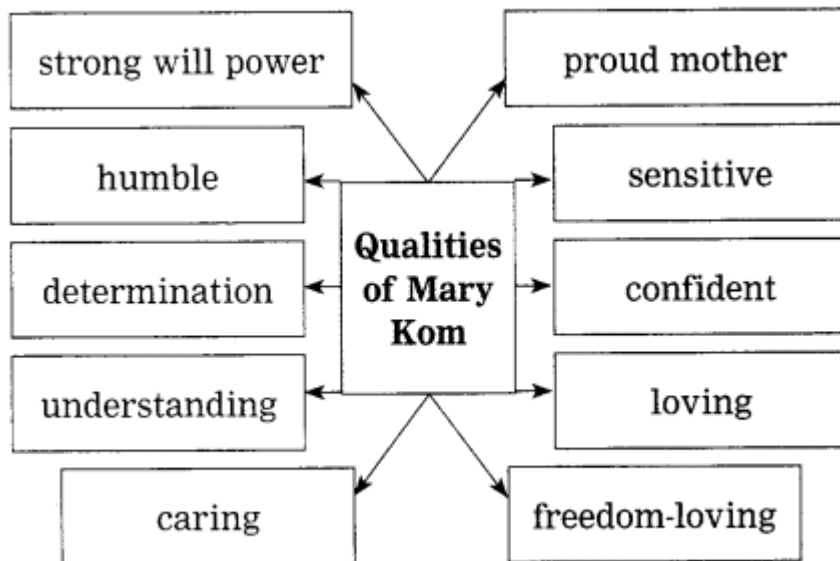 strong will power
proud mother
humble
sensitive
Qualities
of Mary
Kom
determination
confident
understanding
loving
caring
freedom-loving